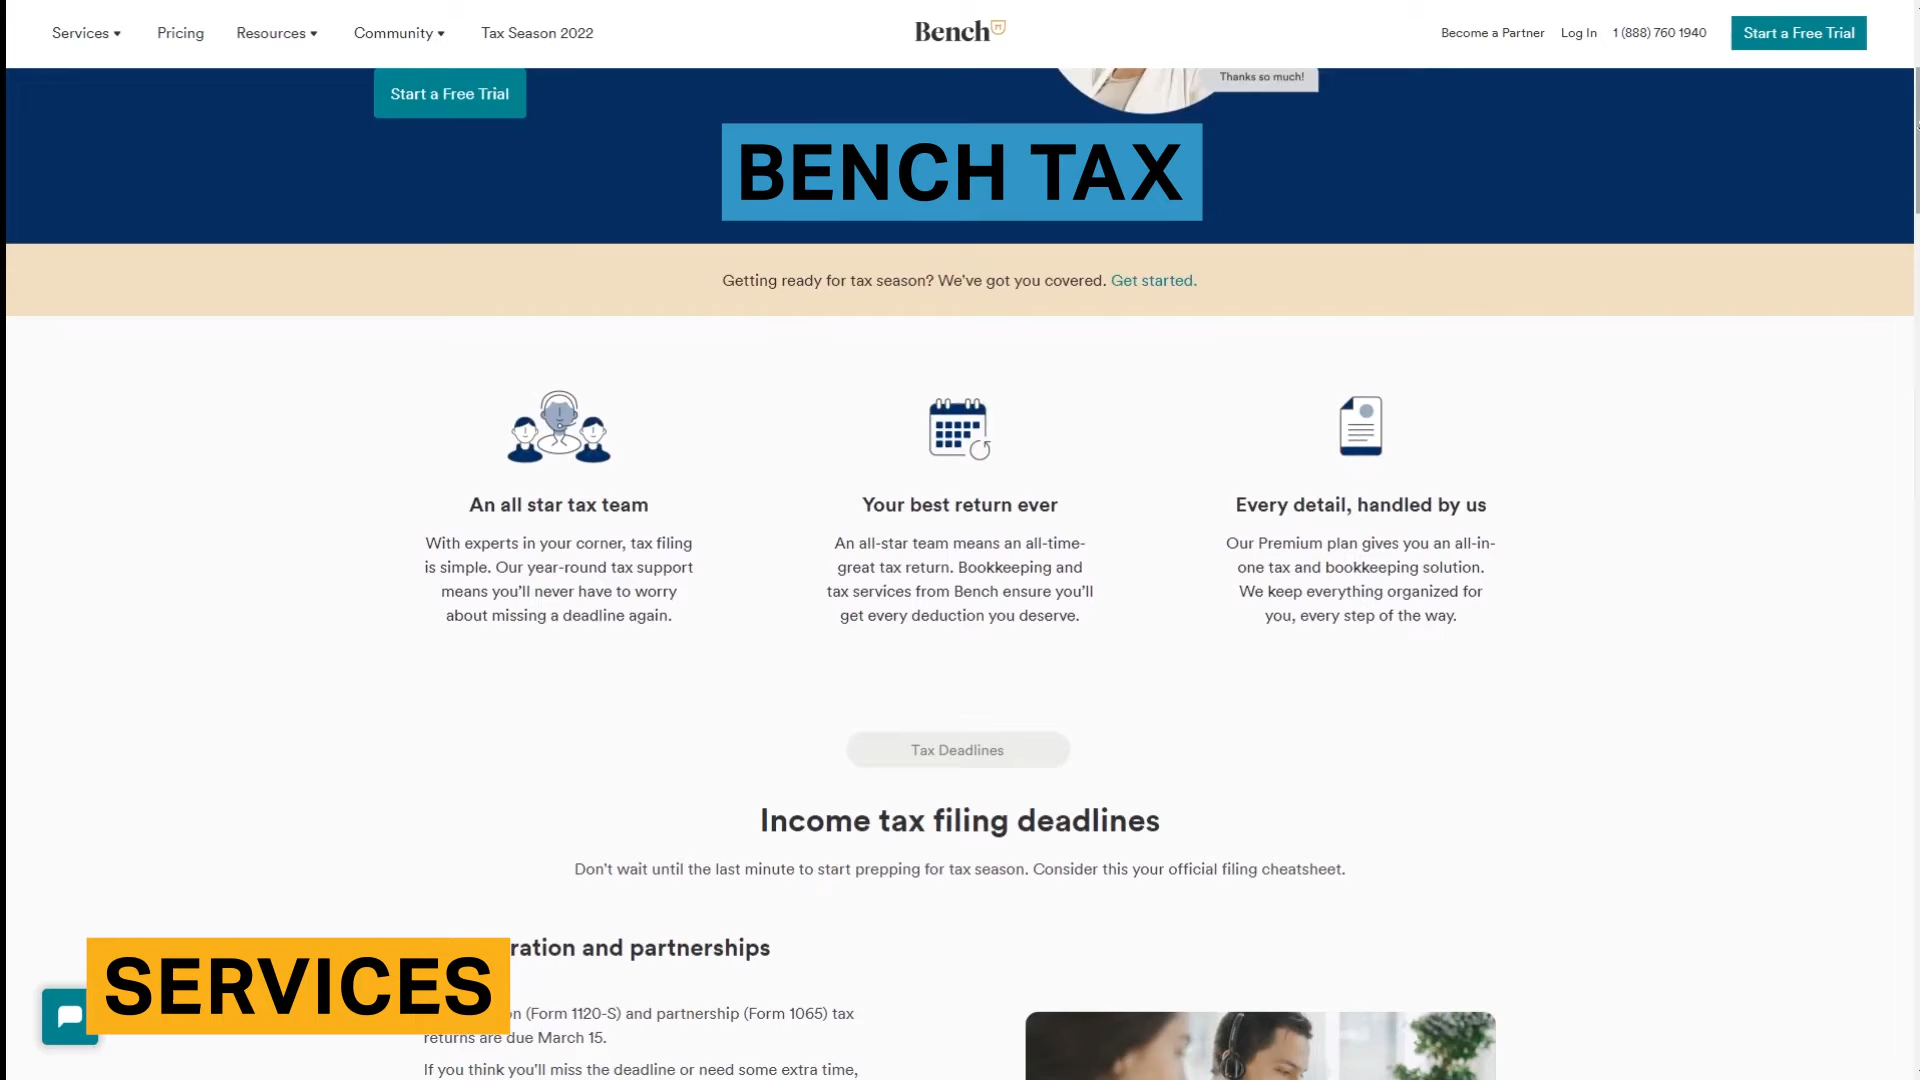 Services
Pricing
Resources
Community
Tax Season 2022
Bench
Become a Partner
Log In
1 (888) 760 1940
Start a Free Trial
Start a Free Trial
Thanks so much!
BENCH TAX
Getting ready for tax season? We've got you covered. Get started.
An all star tax team
With experts in your corner, tax filing
is simple. Our year-round tax support
means you'll never have to worry
about missing a deadline again.
Your best return ever
An all-star team means an all-time-
great tax return. Bookkeeping and
tax services from Bench ensure you'll
get every deduction you deserve.
Every detail, handled by us
Our Premium plan gives you an all-in-
one tax and bookkeeping solution.
We keep everything organized for
you, every step of the way.
Tax Deadlines
Income tax filing deadlines
Don't wait until the last minute to start prepping for tax season. Consider this your official filing cheatsheet.
and partnerships
SERVICES
(Form 1120-S) and partnership (Form 1065) tax
returns are due March 15.
If you think you'll miss the deadline or need some extra time,